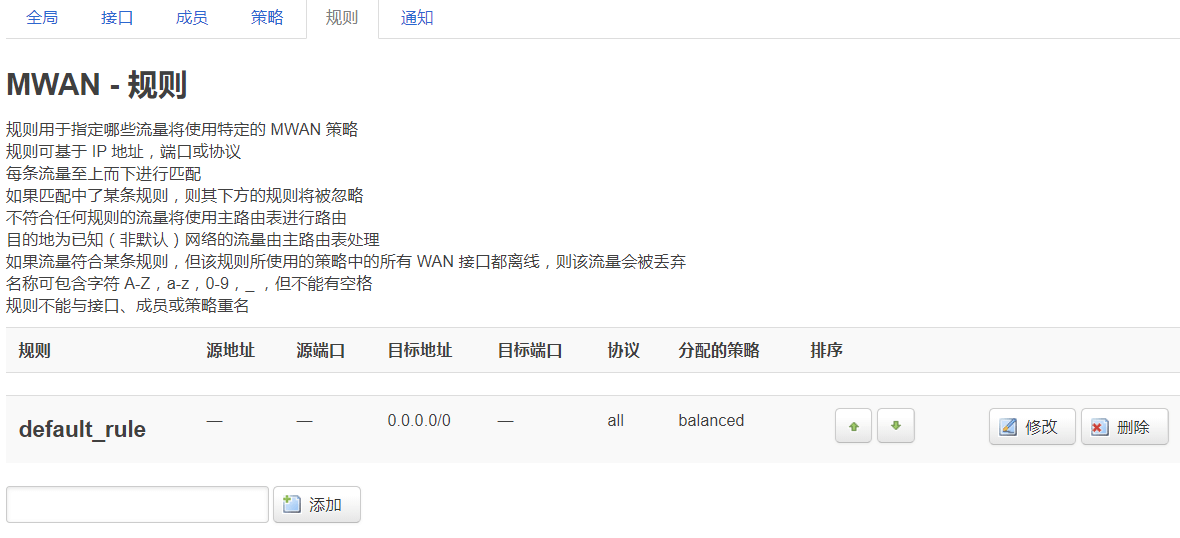 全局 接口 成员 策略 规则 通知
MWAN - 规则
规则用于指定哪些流量将使用特定的 MWAN 策略
规则可基于 IP 地址，端口或协议
每条流量至上而下进行匹配
如果匹配中了某条规则，则其下方的规则将被忽略
不符合任何规则的流量将使用主路由表进行路由
目的地为已知（非默认）网络的流量由主路由表处理
如果流量符合某条规则，但该规则所使用的策略中的所有 WAN 接口都离线，则该流量会被丢弃
名称可包含字符 A-Z，a-z，0-9，_ ，但不能有空格
规则不能与接口、成员或策略重名
规则 源地址 源端口 目标地址 目标端口 协议 分配的策略 排序
default_rule — — 0.0.0.0/0 — all balanced 修改 删除
添加